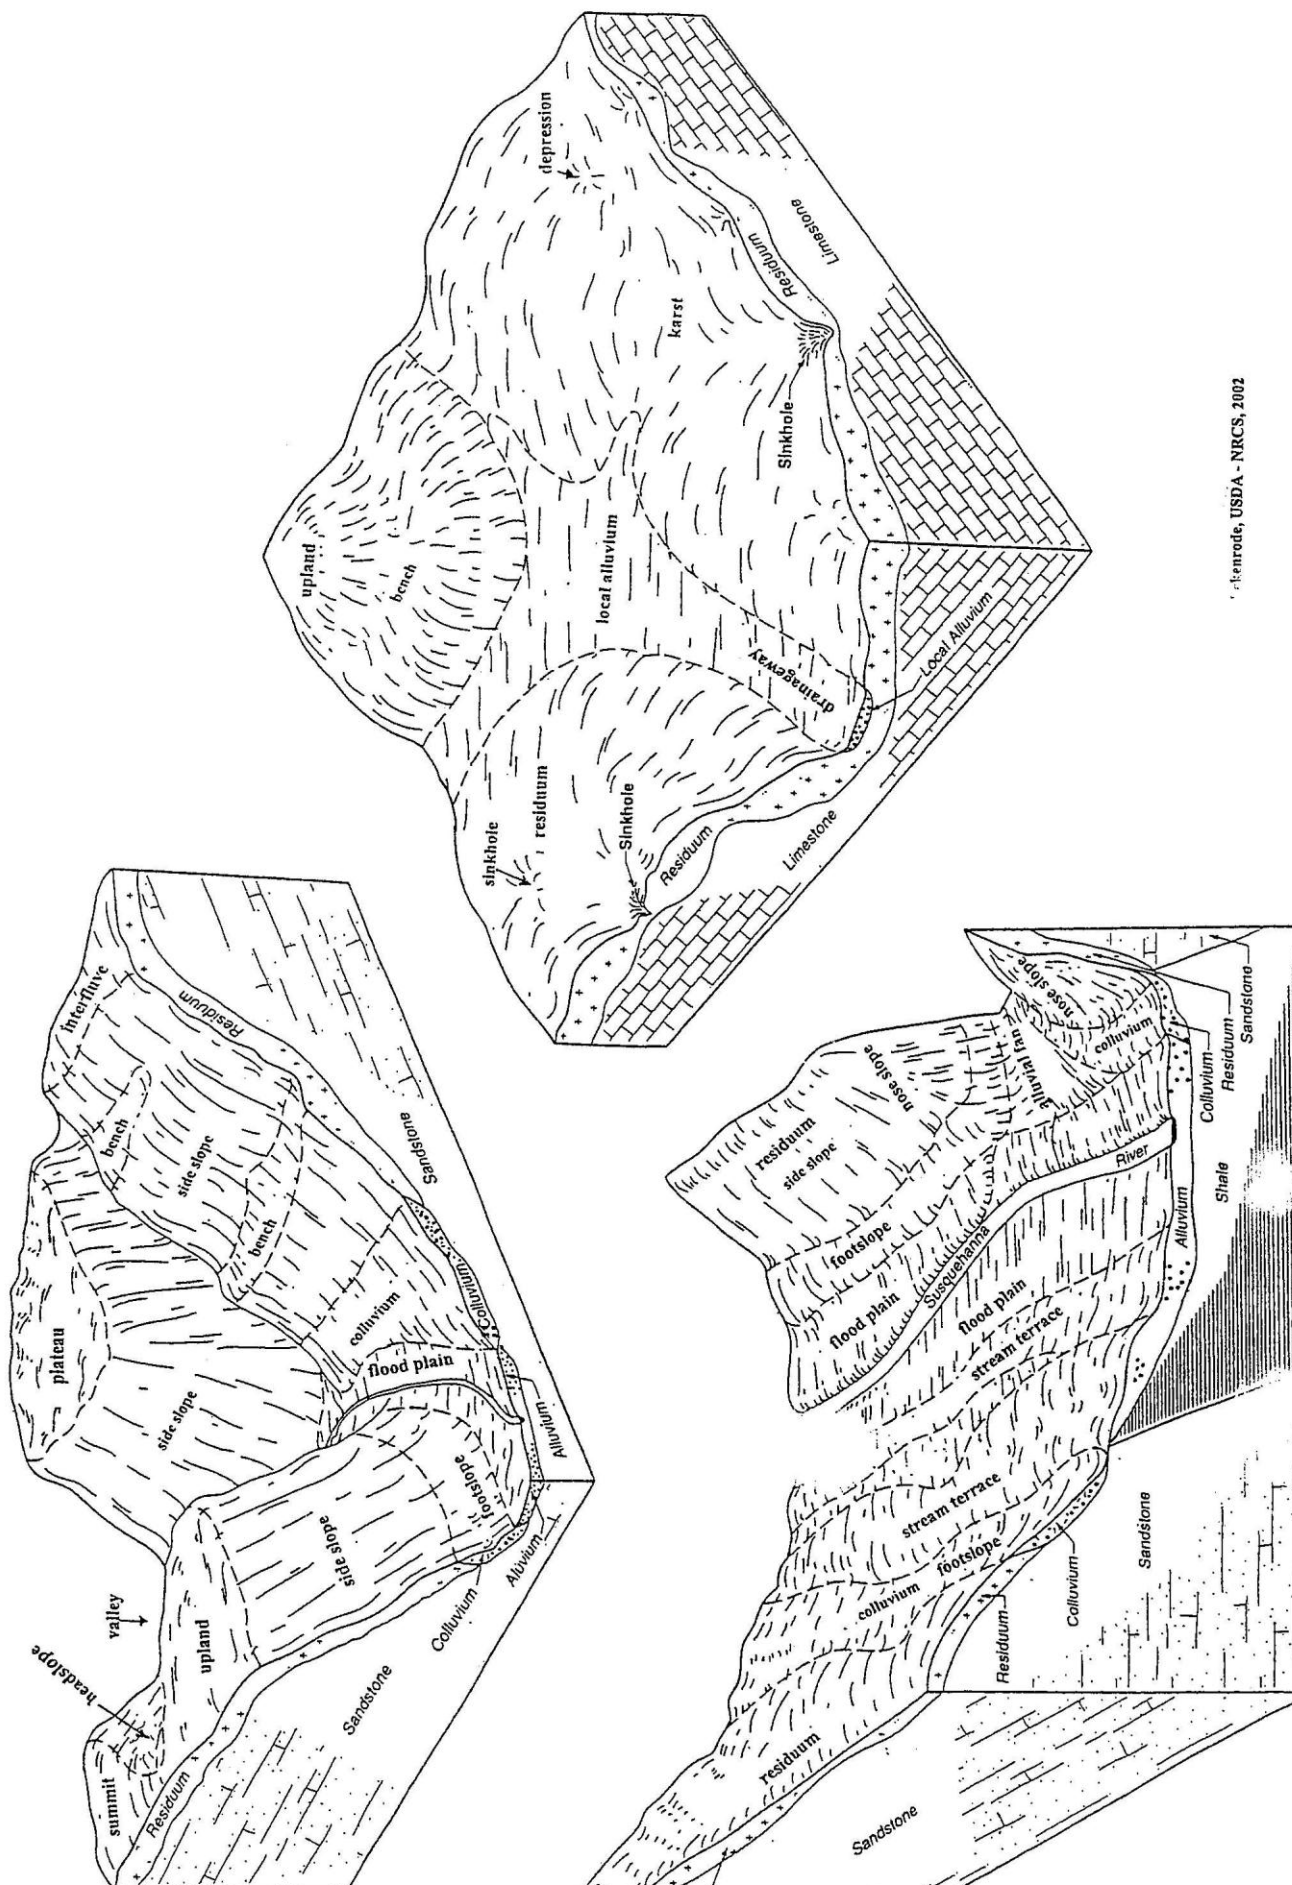 depression
Limestone
Residuum
karst
Sinkhole
upland
bench
local alluvium
drainageway
Local Alluvium
sinkhole
residuum
Sinkhole
Residuum
Limestone
enrode, USDA - NRCS, 2002
interfluve
Residuum
bench
side slope
Sandstone
bench
plateau
side slope
colluvium
Colluvium
flood plain
Alluvium
footslope
side slope
Aluvium
Colluvium
valley
headslope
upland
Sandstone
summit
Residuum
nose slope
Sandstone
nose slope
alluvial fan
colluvium
Residuum
Colluvium
residuum
side slope
River
Shale
footslope
Susquehanna
Alluvium
flood plain
flood plain
stream terrace
stream terrace
footslope
colluvium
Colluvium
Sandstone
Residuum
residuum
Sandstone